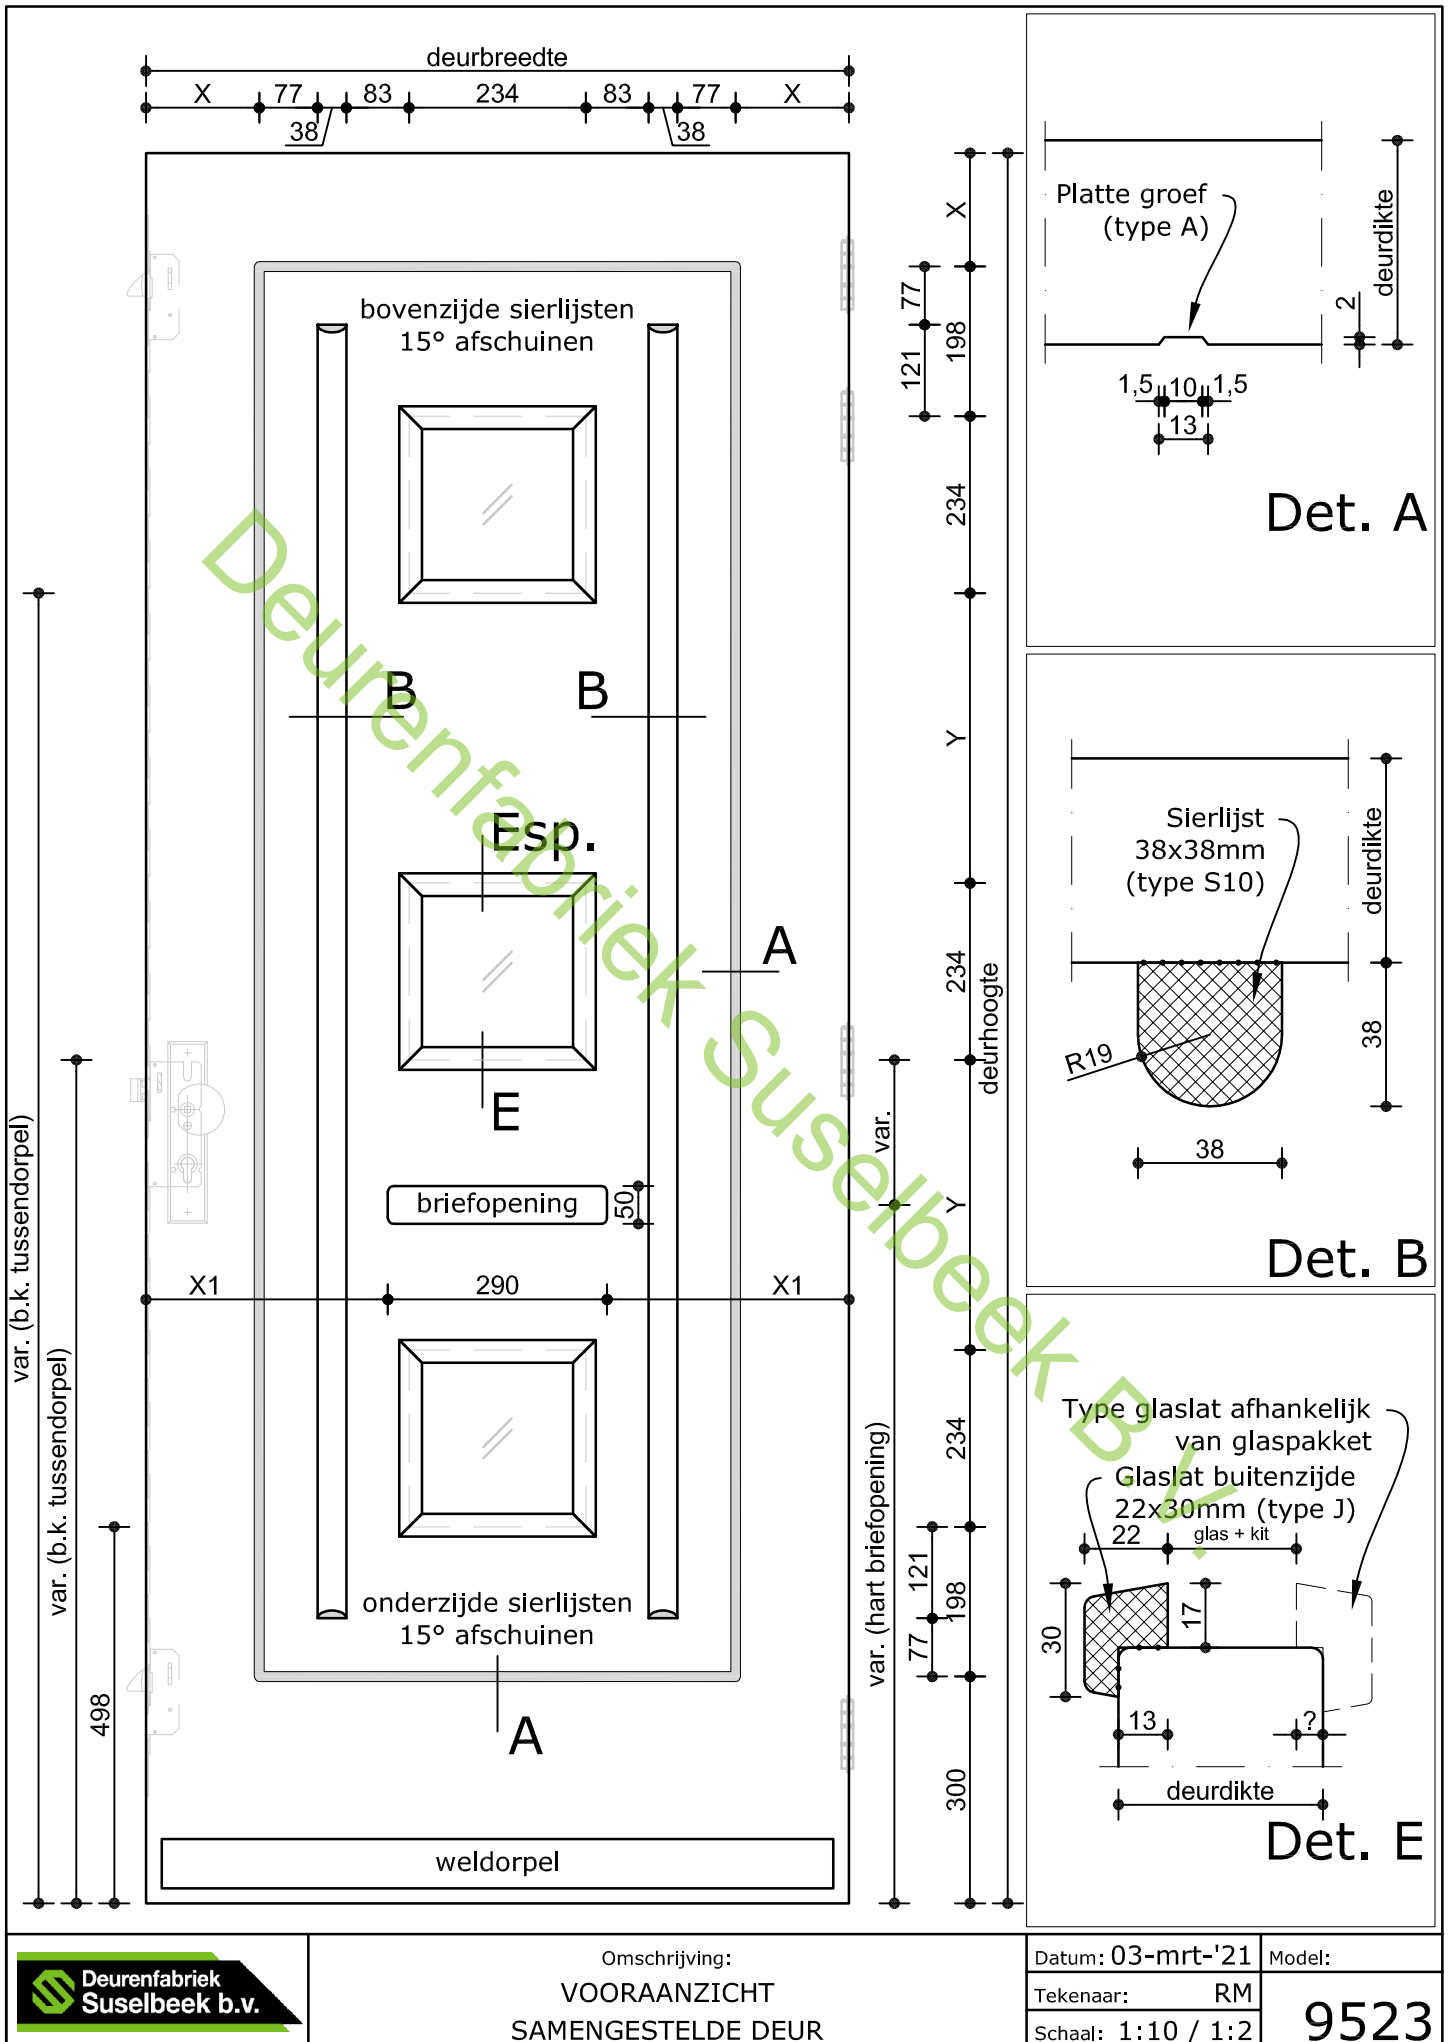 deurbreedte
X 77 83 234 83 77 X
38 38
bovenzijde sierlijsten
15° afschuinen
B B
Esp.
A
E
briefopening
50
X1 290 X1
onderzijde sierlijsten
15° afschuinen
A
weldorpel
var. (b.k. tussendorpel)
var. (b.k. tussendorpel)
498
X
77
121
198
234
Y
234
deurhoogte
var.
Y
var. (hart briefopening)
234
121
77
198
300
Platte groef
(type A)
deurdikte
2
1,5 10 1,5
13
Det. A
Sierlijst
38x38mm
(type S10)
deurdikte
R19
38
38
Det. B
Type glaslat afhankelijk
van glaspakket
Glaslat buitenzijde
22x30mm (type J)
22 glas + kit
30
17
13 ?
deurdikte
Det. E
Deurenfabriek Suselbeek B.V.
Deurenfabriek
Suselbeek b.v.
Omschrijving:
VOORAANZICHT
SAMENGESTELDE DEUR
Datum: 03-mrt-'21
Tekenaar: RM
Schaal: 1:10 / 1:2
Model:
9523